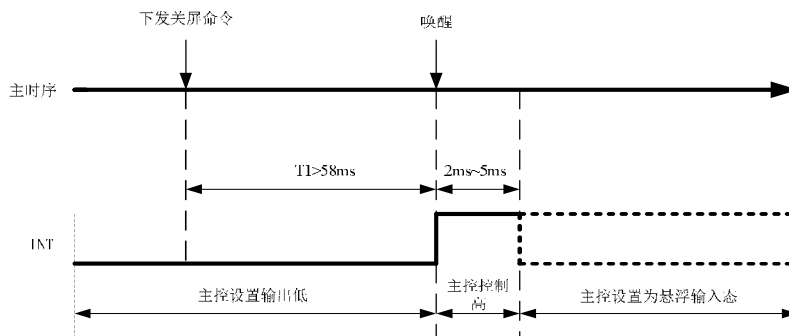 下发关屏命令
唤醒
主时序
T1>58ms
2ms~5ms
INT
主控设置输出低
主控控制
高
主控设置为悬浮输入态